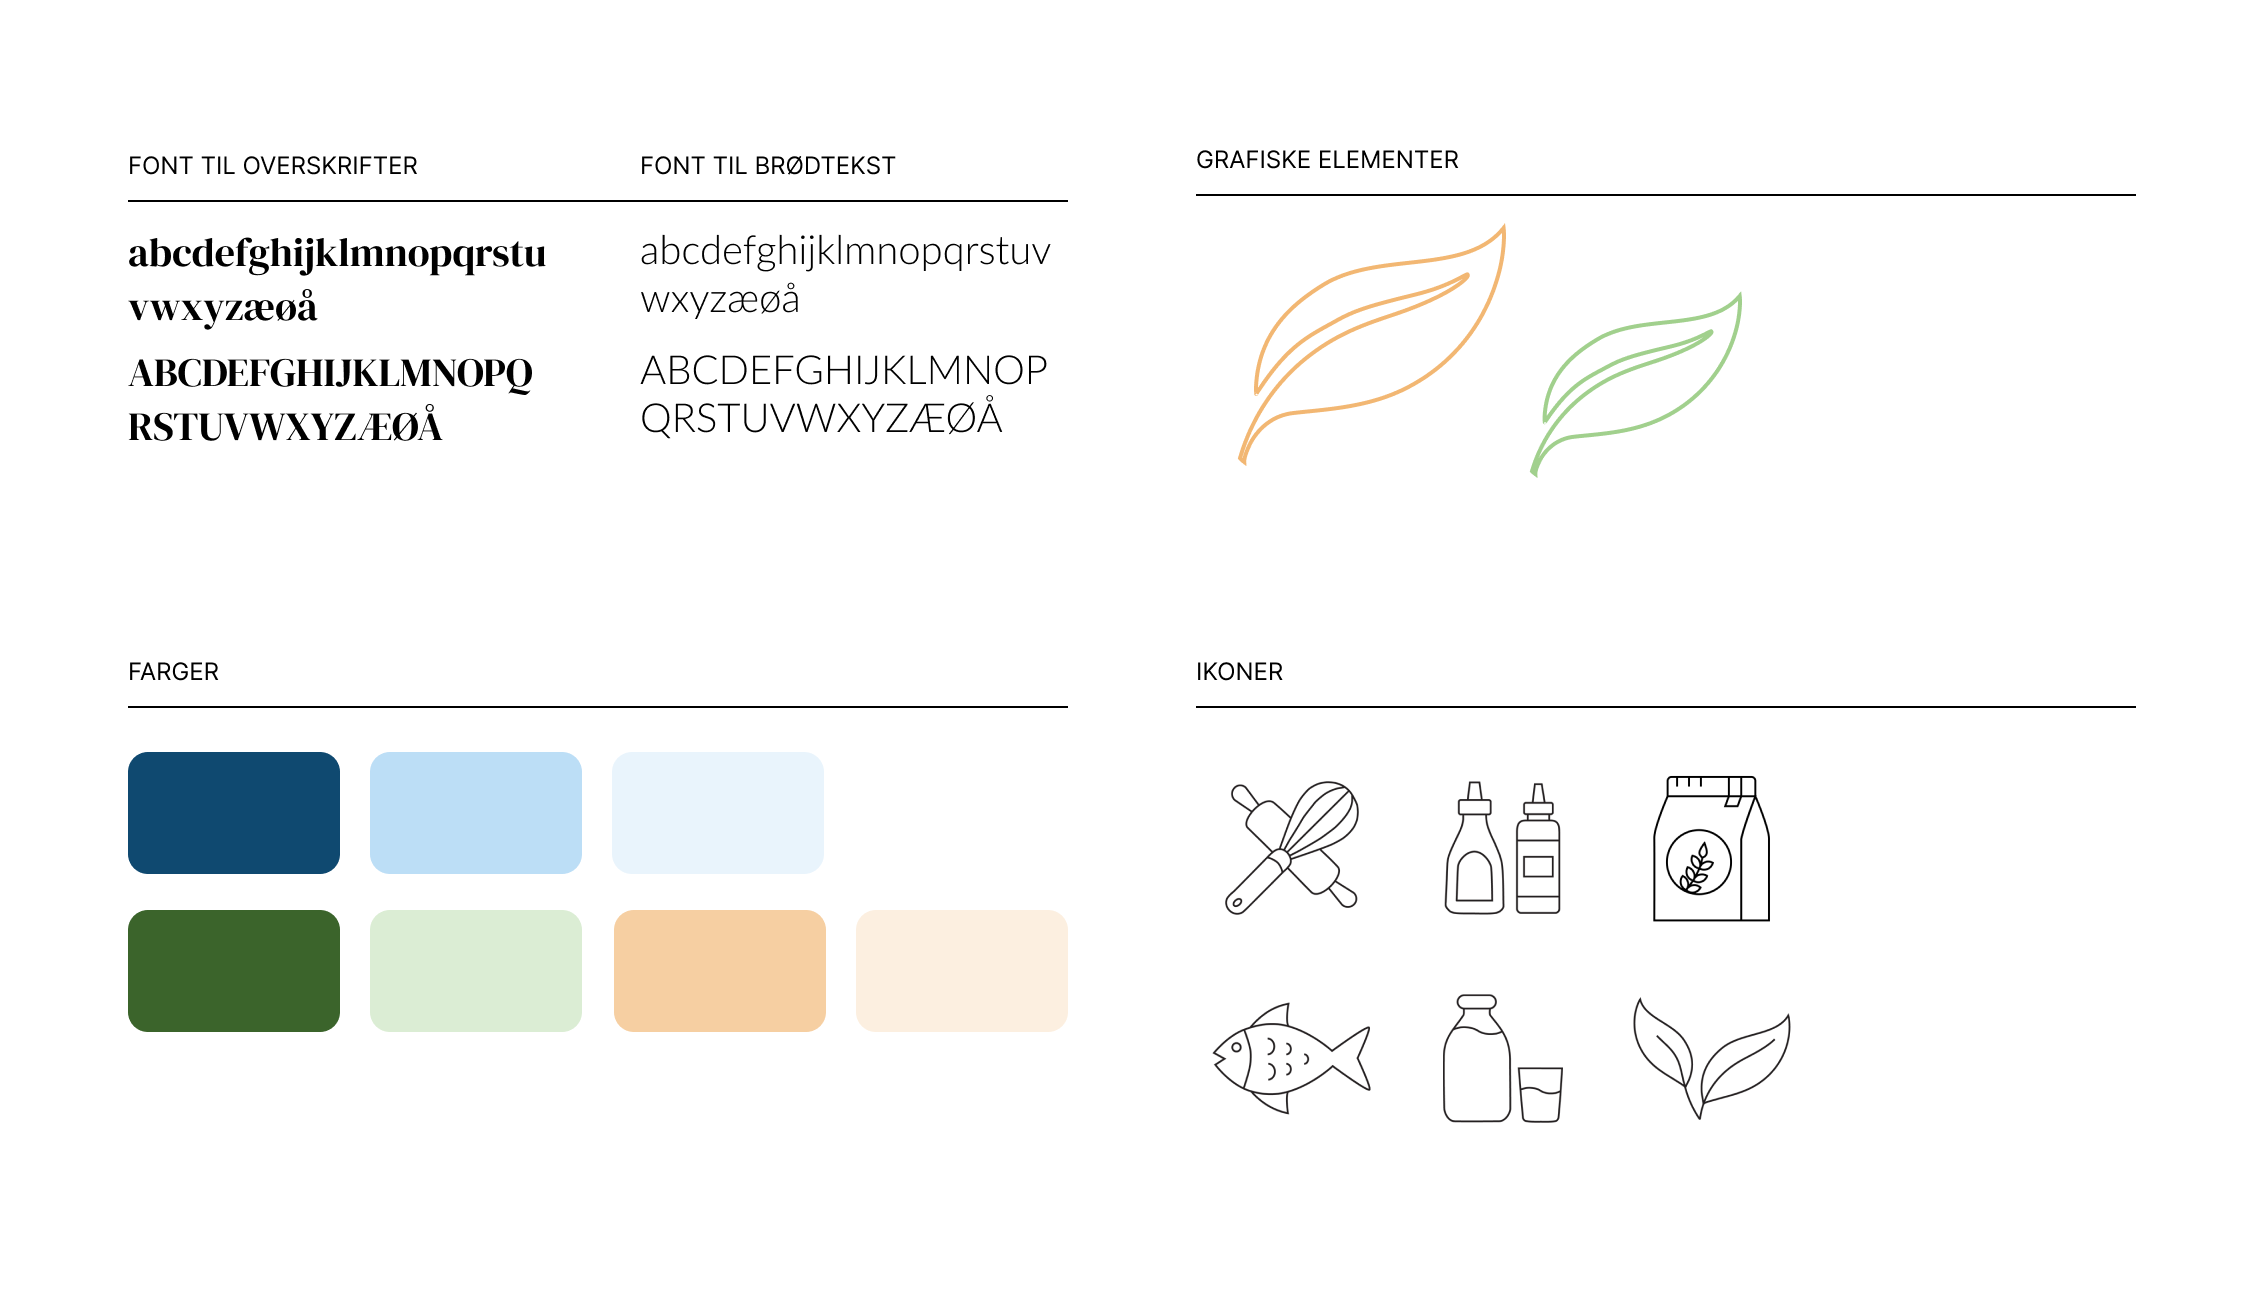 FONT TIL OVERSKRIFTER
abcdefghijklmnopqrstu
vwxyzæøå
ABCDEFGHIJKLMNOPQ
RSTUVWXYZÆØÅ
FONT TIL BRØDTEKST
abcdefghijklmnopqrstuv
wxyzæøå
ABCDEFGHIJKLMNOP
QRSTUVWXYZÆØÅ
GRAFISKE ELEMENTER
FARGER
IKONER